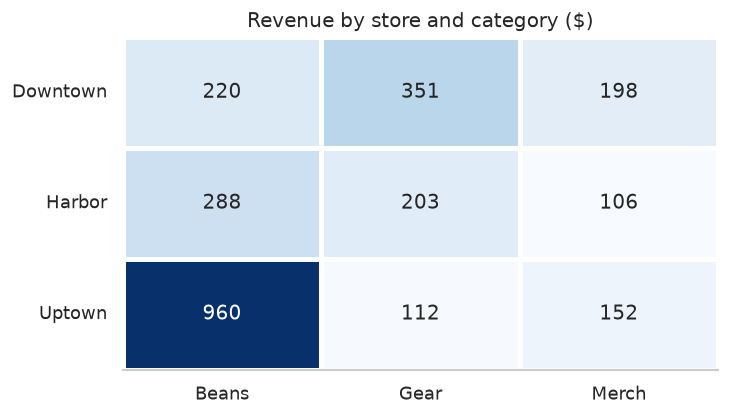 Revenue by store and category ($)
Downtown 220 351 198
Harbor 288 203 106
Uptown 960 112 152
Beans Gear Merch